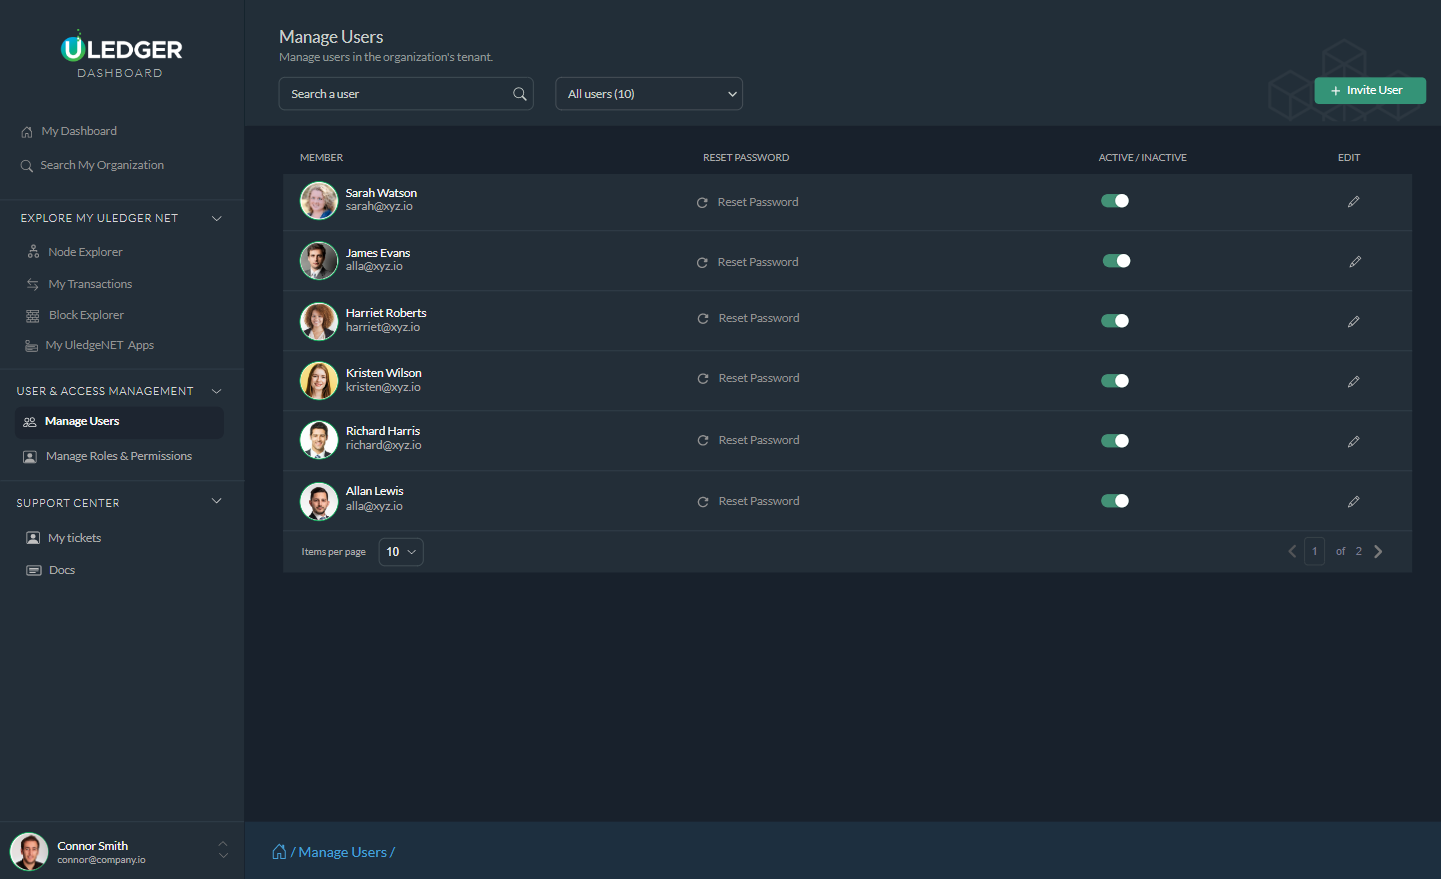 ULEDGER
DASHBOARD
My Dashboard
Search My Organization
EXPLORE MY ULEDGER NET
Node Explorer
My Transactions
Block Explorer
My UledgeNET Apps
USER & ACCESS MANAGEMENT
Manage Users
Manage Roles & Permissions
SUPPORT CENTER
My tickets
Docs
Connor Smith
connor@company.io
Manage Users
Manage users in the organization's tenant.
Search a user
All users (10)
+ Invite User
MEMBER RESET PASSWORD ACTIVE / INACTIVE EDIT
Sarah Watson
sarah@xyz.io
Reset Password
James Evans
alla@xyz.io
Reset Password
Harriet Roberts
harriet@xyz.io
Reset Password
Kristen Wilson
kristen@xyz.io
Reset Password
Richard Harris
richard@xyz.io
Reset Password
Allan Lewis
alla@xyz.io
Reset Password
Items per page 10 1 of 2
/ Manage Users /